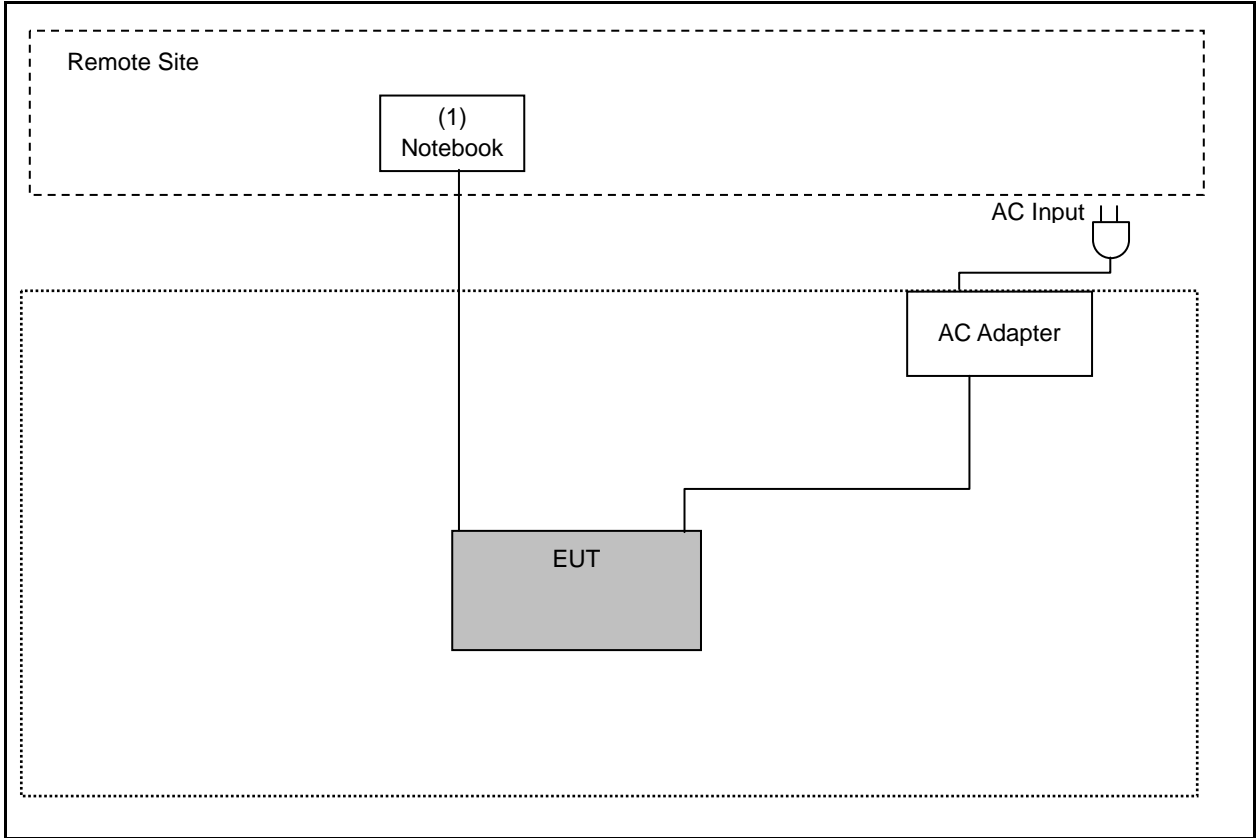 Remote Site
(1)
Notebook
AC Input
AC Adapter
EUT